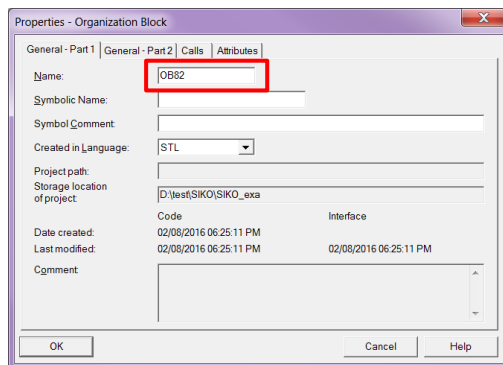 Properties - Organization Block
General - Part 1 General - Part 2 Calls Attributes
Name: OB82
Symbolic Name:
Symbol Comment:
Created in Language: STL
Project path:
Storage location
of project: D:\test\SIKO\SIKO_exa
Code Interface
Date created: 02/08/2016 06:25:11 PM
Last modified: 02/08/2016 06:25:11 PM 02/08/2016 06:25:11 PM
Comment:
OK Cancel Help